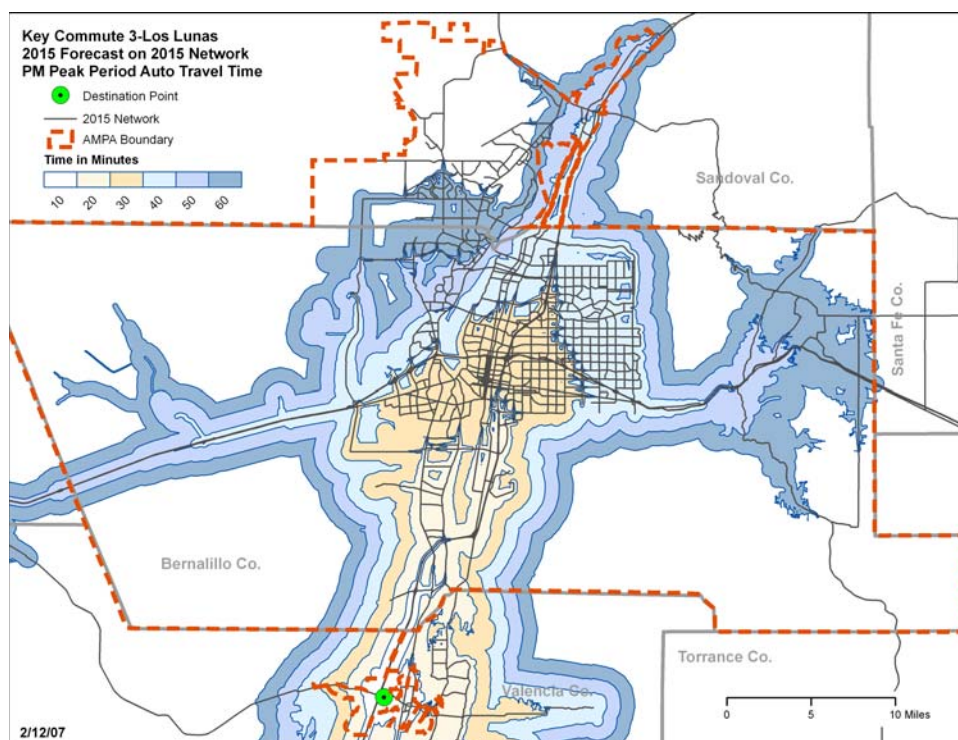 Key Commute 3-Los Lunas
2015 Forecast on 2015 Network
PM Peak Period Auto Travel Time
Destination Point
2015 Network
AMPA Boundary
Time in Minutes
10 20 30 40 50 60
Sandoval Co.
Santa Fe Co.
Bernalillo Co.
Torrance Co.
Valencia Co.
0 5 10 Miles
2/12/07